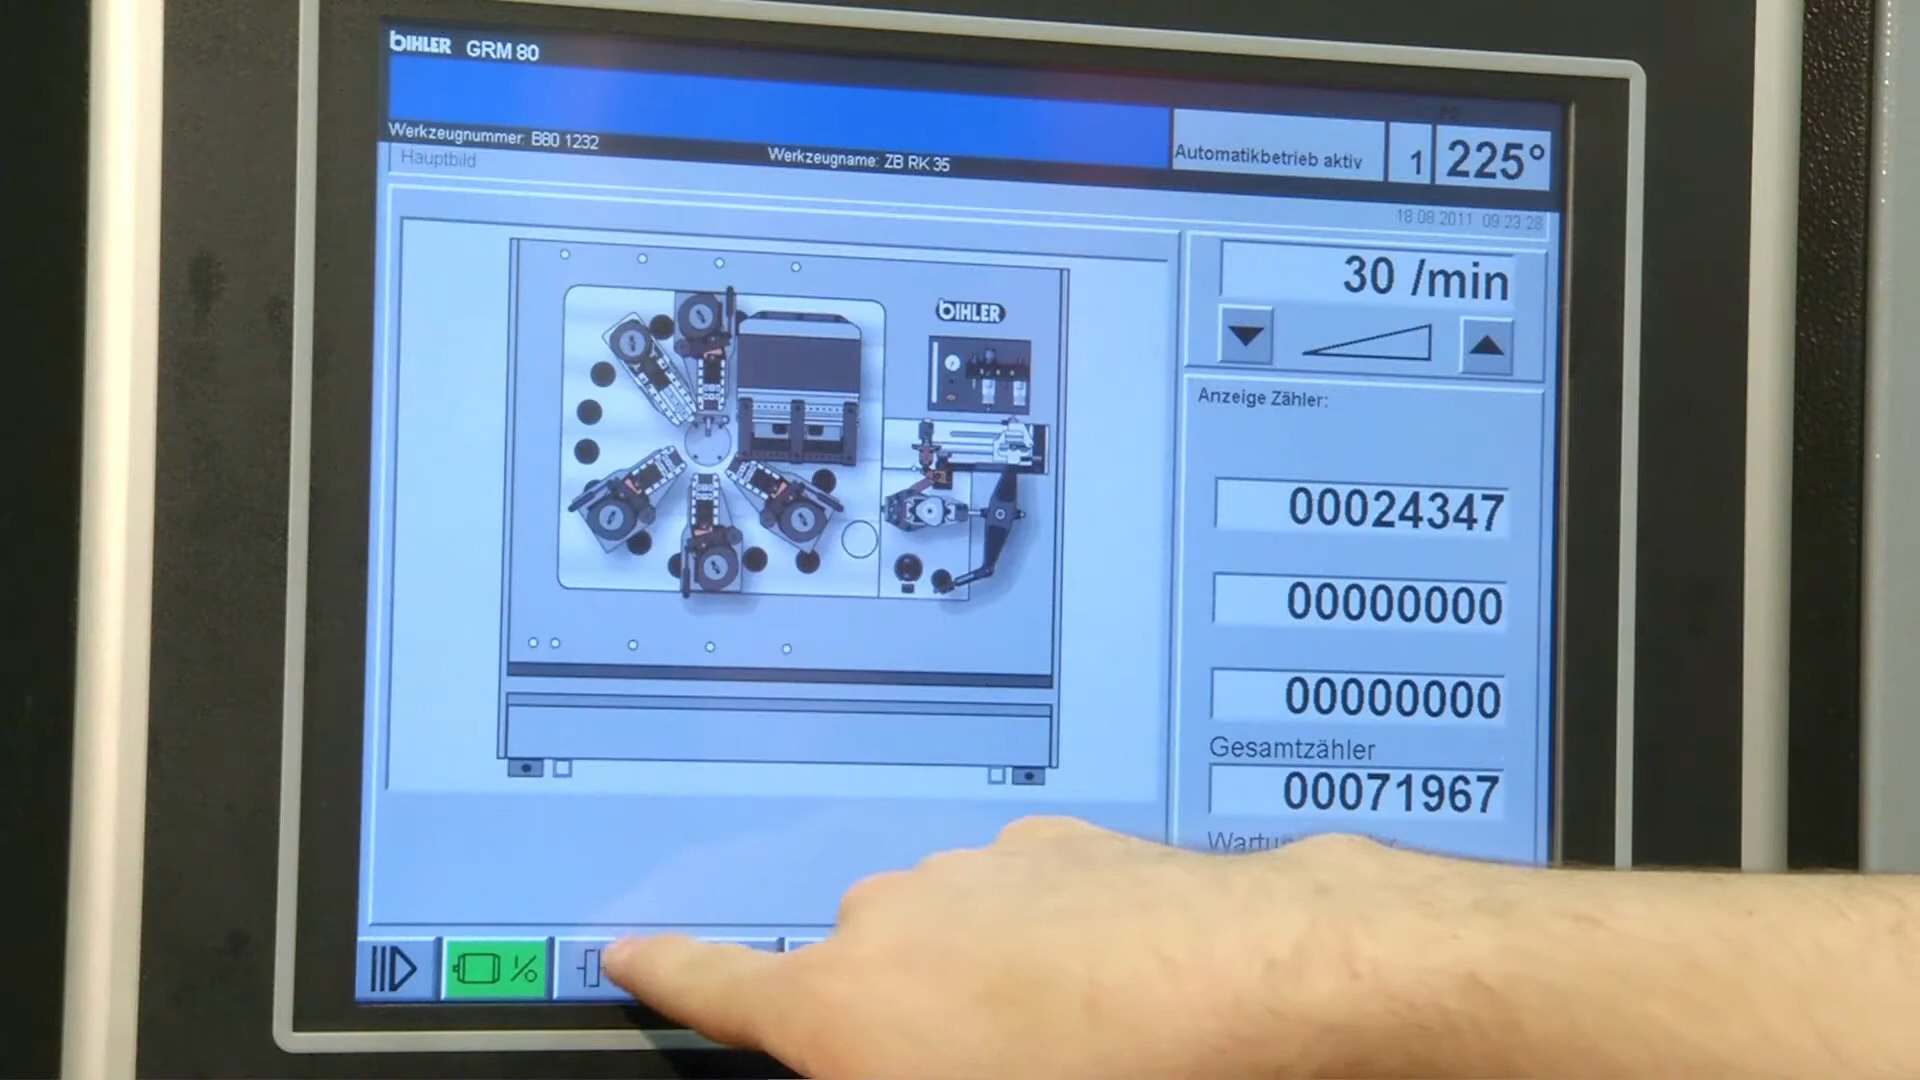 BIHLER GRM 80
Werkzeugnummer: B80 1232
Werkzeugname: ZB RK 35
Automatikbetrieb aktiv
1
225°
Hauptbild
18.08.2011 09:23:28
30 /min
BIHLER
Anzeige Zähler:
00024347
00000000
00000000
Gesamtzähler
00071967